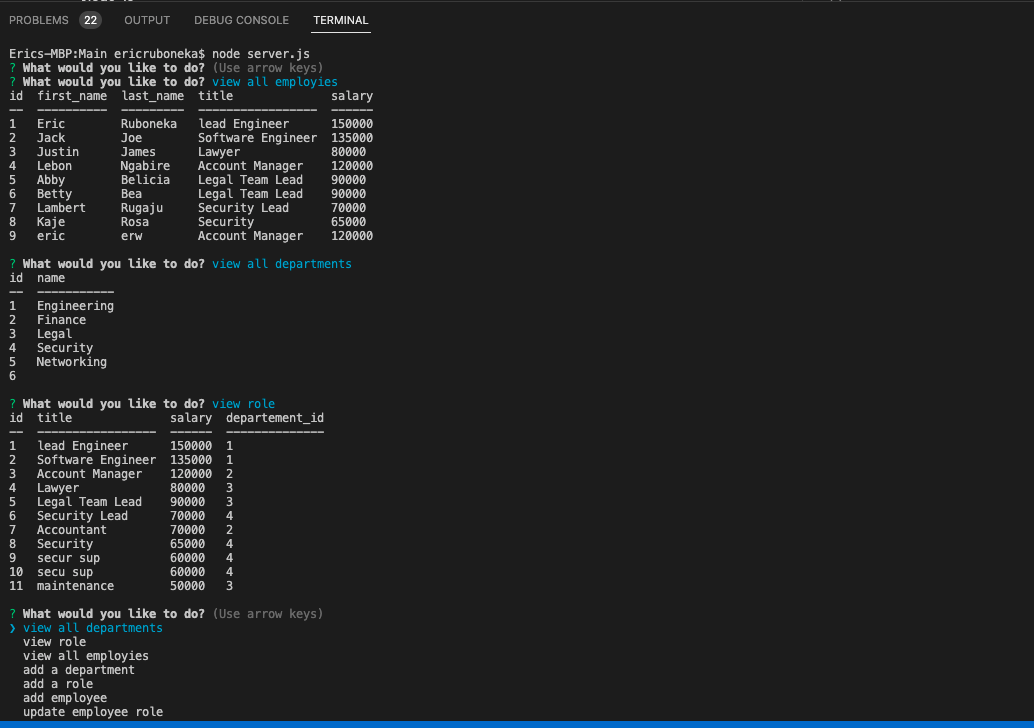 PROBLEMS 22 OUTPUT DEBUG CONSOLE TERMINAL
Erics-MBP:Main ericruboneka$ node server.js
? What would you like to do? (Use arrow keys)
? What would you like to do? view all employies
id first_name last_name title salary
-- ---------- --------- ----------------- ------
1 Eric Ruboneka lead Engineer 150000
2 Jack Joe Software Engineer 135000
3 Justin James Lawyer 80000
4 Lebon Ngabire Account Manager 120000
5 Abby Belicia Legal Team Lead 90000
6 Betty Bea Legal Team Lead 90000
7 Lambert Rugaju Security Lead 70000
8 Kaje Rosa Security 65000
9 eric erw Account Manager 120000
? What would you like to do? view all departments
id name
-- -----------
1 Engineering
2 Finance
3 Legal
4 Security
5 Networking
6
? What would you like to do? view role
id title salary departement_id
-- ----------------- ------ --------------
1 lead Engineer 150000 1
2 Software Engineer 135000 1
3 Account Manager 120000 2
4 Lawyer 80000 3
5 Legal Team Lead 90000 3
6 Security Lead 70000 4
7 Accountant 70000 2
8 Security 65000 4
9 secur sup 60000 4
10 secu sup 60000 4
11 maintenance 50000 3
? What would you like to do? (Use arrow keys)
❯ view all departments
view role
view all employies
add a department
add a role
add employee
update employee role